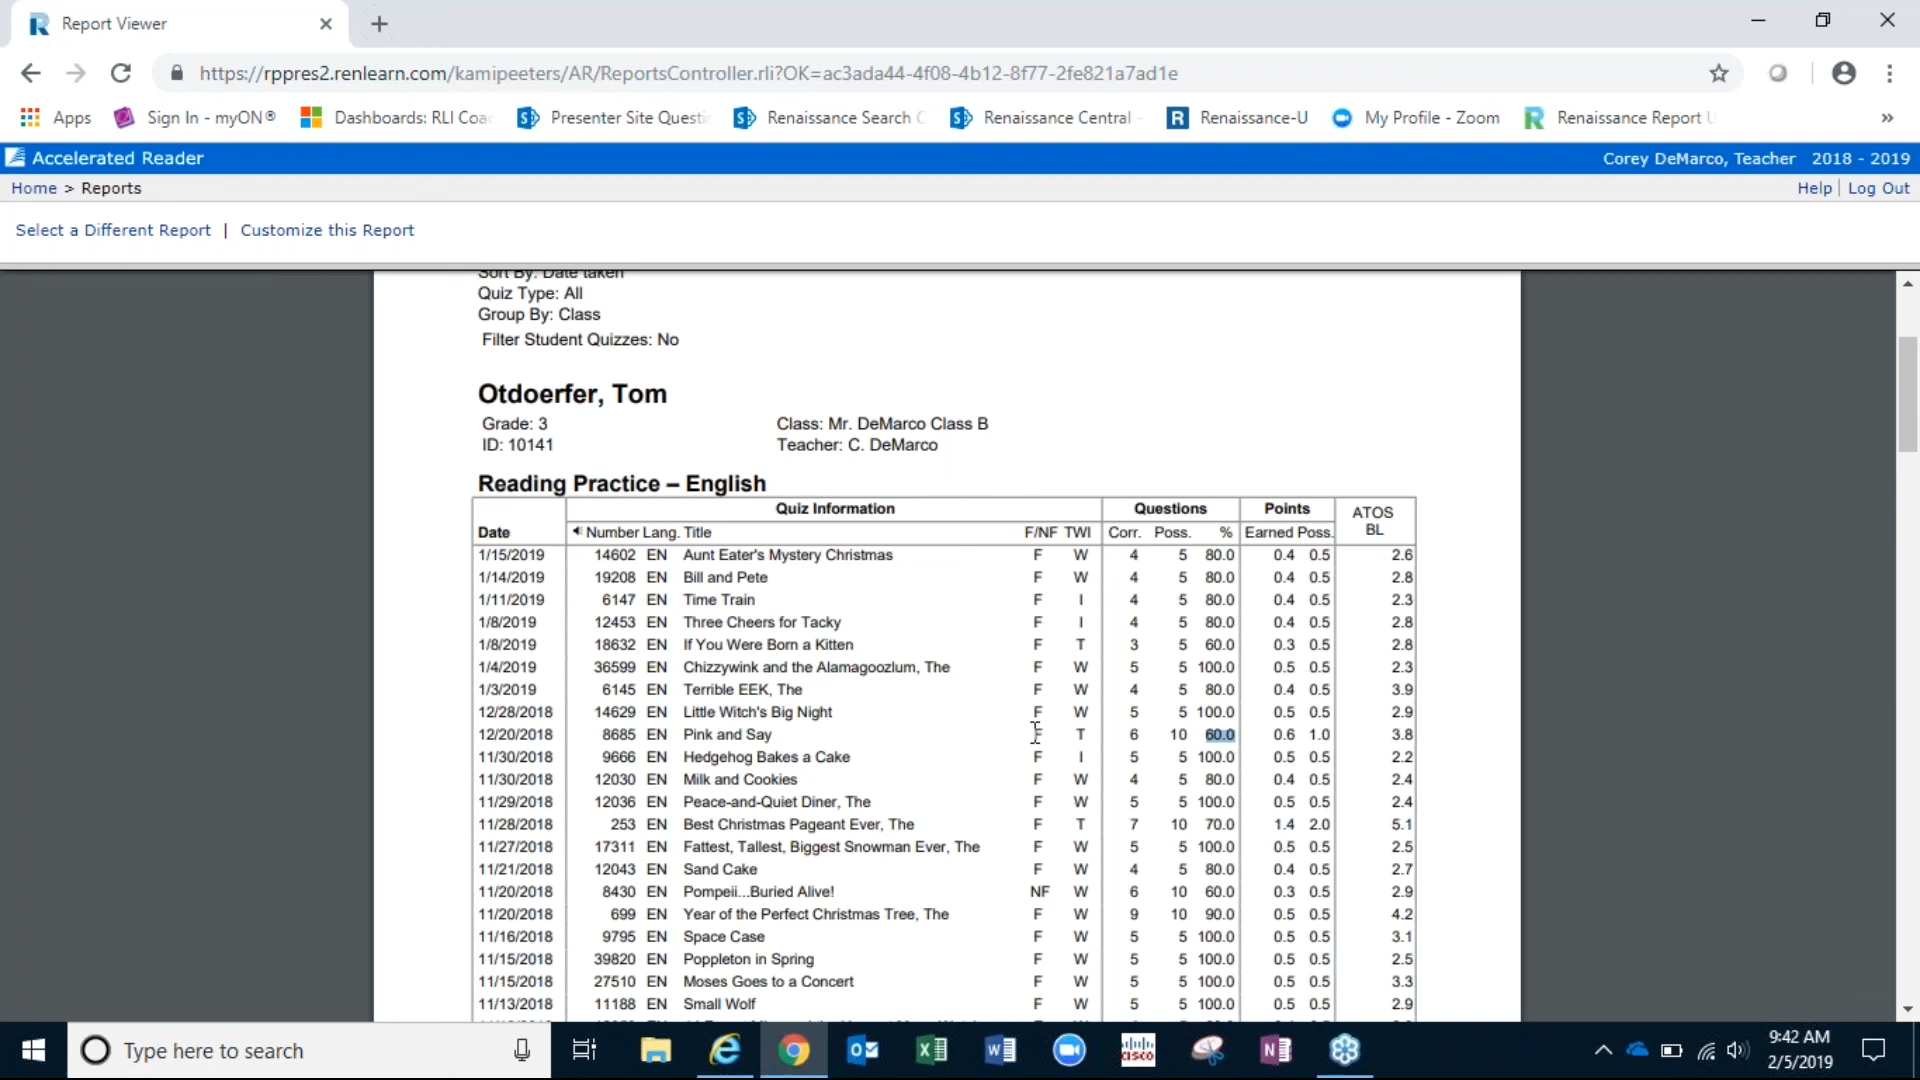 Report Viewer
https://rppres2.renlearn.com/kamipeeters/AR/ReportsController.rli?OK=ac3ada44-4f08-4b12-8f77-2fe821a7ad1e
Apps Sign In - myON® Dashboards: RLI Coa Presenter Site Questi Renaissance Search C Renaissance Central - Renaissance-U My Profile - Zoom Renaissance Report U »
Accelerated Reader Corey DeMarco, Teacher 2018 - 2019
Home > Reports Help | Log Out
Select a Different Report | Customize this Report
Sort By: Date taken
Quiz Type: All
Group By: Class
Filter Student Quizzes: No
Otdoerfer, Tom
Grade: 3 Class: Mr. DeMarco Class B
ID: 10141 Teacher: C. DeMarco
Reading Practice – English
Quiz Information Questions Points ATOS
Date Number Lang. Title F/NF TWI Corr. Poss. % Earned Poss. BL
1/15/2019 14602 EN Aunt Eater's Mystery Christmas F W 4 5 80.0 0.4 0.5 2.6
1/14/2019 19208 EN Bill and Pete F W 4 5 80.0 0.4 0.5 2.8
1/11/2019 6147 EN Time Train F I 4 5 80.0 0.4 0.5 2.3
1/8/2019 12453 EN Three Cheers for Tacky F I 4 5 80.0 0.4 0.5 2.8
1/8/2019 18632 EN If You Were Born a Kitten F T 3 5 60.0 0.3 0.5 2.8
1/4/2019 36599 EN Chizzywink and the Alamagoozlum, The F W 5 5 100.0 0.5 0.5 2.3
1/3/2019 6145 EN Terrible EEK, The F W 4 5 80.0 0.4 0.5 3.9
12/28/2018 14629 EN Little Witch's Big Night F W 5 5 100.0 0.5 0.5 2.9
12/20/2018 8685 EN Pink and Say F T 6 10 60.0 0.6 1.0 3.8
11/30/2018 9666 EN Hedgehog Bakes a Cake F I 5 5 100.0 0.5 0.5 2.2
11/30/2018 12030 EN Milk and Cookies F W 4 5 80.0 0.4 0.5 2.4
11/29/2018 12036 EN Peace-and-Quiet Diner, The F W 5 5 100.0 0.5 0.5 2.4
11/28/2018 253 EN Best Christmas Pageant Ever, The F T 7 10 70.0 1.4 2.0 5.1
11/27/2018 17311 EN Fattest, Tallest, Biggest Snowman Ever, The F W 5 5 100.0 0.5 0.5 2.5
11/21/2018 12043 EN Sand Cake F W 4 5 80.0 0.4 0.5 2.7
11/20/2018 8430 EN Pompeii...Buried Alive! NF W 6 10 60.0 0.3 0.5 2.9
11/20/2018 699 EN Year of the Perfect Christmas Tree, The F W 9 10 90.0 0.5 0.5 4.2
11/16/2018 9795 EN Space Case F W 5 5 100.0 0.5 0.5 3.1
11/15/2018 39820 EN Poppleton in Spring F W 5 5 100.0 0.5 0.5 2.5
11/15/2018 27510 EN Moses Goes to a Concert F W 5 5 100.0 0.5 0.5 3.3
11/13/2018 11188 EN Small Wolf F W 5 5 100.0 0.5 0.5 2.9
Type here to search
cisco
9:42 AM
2/5/2019